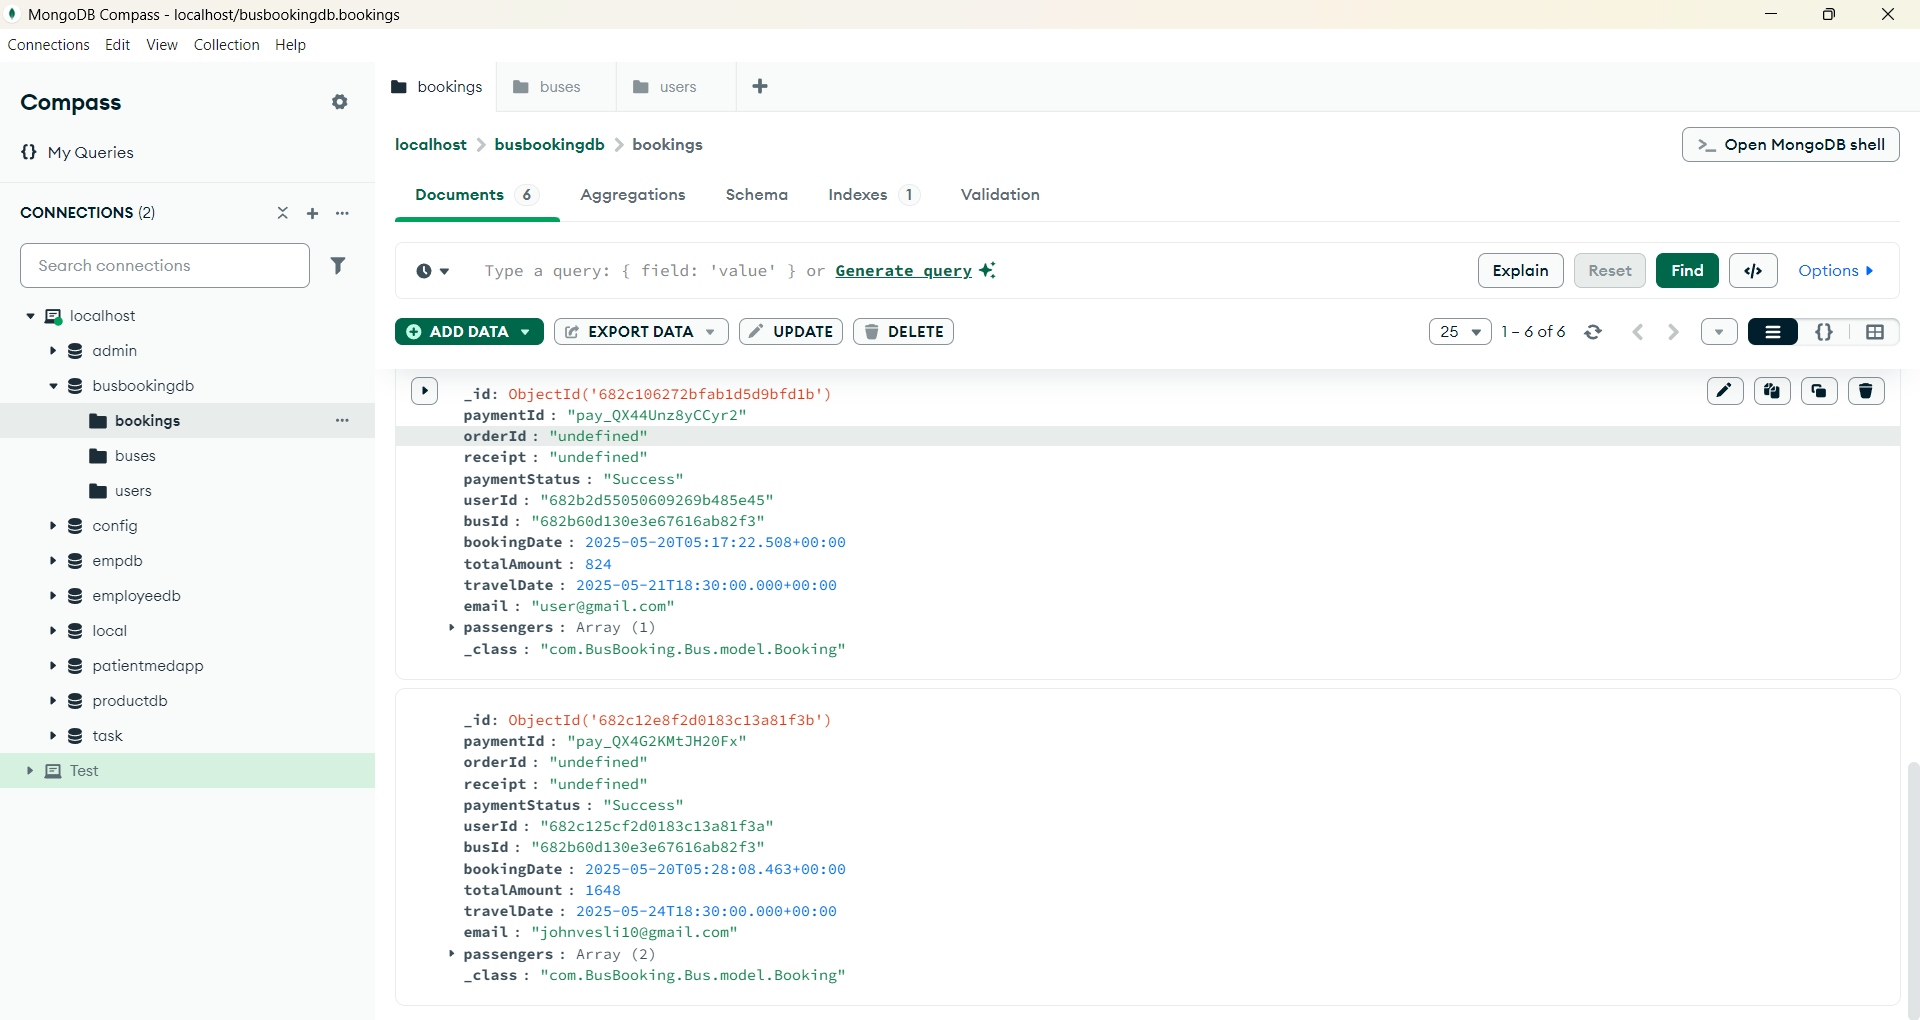 MongoDB Compass - localhost/busbookingdb.bookings
Connections Edit View Collection Help
Compass
{} My Queries
CONNECTIONS (2)
Search connections
localhost
admin
busbookingdb
bookings
buses
users
config
empdb
employeedb
local
patientmedapp
productdb
task
Test
bookings buses users
localhost > busbookingdb > bookings
>_ Open MongoDB shell
Documents 6 Aggregations Schema Indexes 1 Validation
Type a query: { field: 'value' } or Generate query
Explain Reset Find </> Options
ADD DATA EXPORT DATA UPDATE DELETE
25 1 – 6 of 6 {}
_id: ObjectId('682c106272bfab1d5d9bfd1b')
paymentId : "pay_QX44Unz8yCCyr2"
orderId : "undefined"
receipt : "undefined"
paymentStatus : "Success"
userId : "682b2d55050609269b485e45"
busId : "682b60d130e3e67616ab82f3"
bookingDate : 2025-05-20T05:17:22.508+00:00
totalAmount : 824
travelDate : 2025-05-21T18:30:00.000+00:00
email : "user@gmail.com"
passengers : Array (1)
_class : "com.BusBooking.Bus.model.Booking"
_id: ObjectId('682c12e8f2d0183c13a81f3b')
paymentId : "pay_QX4G2KMtJH20Fx"
orderId : "undefined"
receipt : "undefined"
paymentStatus : "Success"
userId : "682c125cf2d0183c13a81f3a"
busId : "682b60d130e3e67616ab82f3"
bookingDate : 2025-05-20T05:28:08.463+00:00
totalAmount : 1648
travelDate : 2025-05-24T18:30:00.000+00:00
email : "johnvesli10@gmail.com"
passengers : Array (2)
_class : "com.BusBooking.Bus.model.Booking"